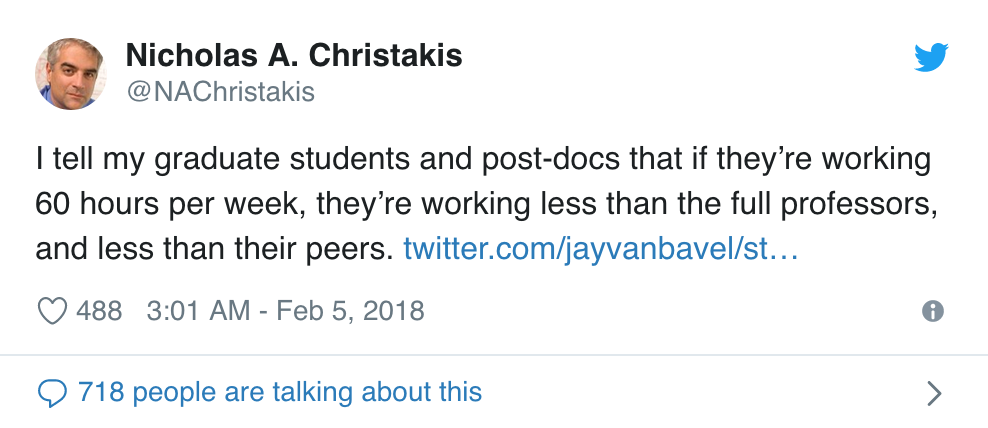 Nicholas A. Christakis
@NAChristakis
I tell my graduate students and post-docs that if they’re working
60 hours per week, they’re working less than the full professors,
and less than their peers. twitter.com/jayvanbavel/st…
488 3:01 AM - Feb 5, 2018
718 people are talking about this